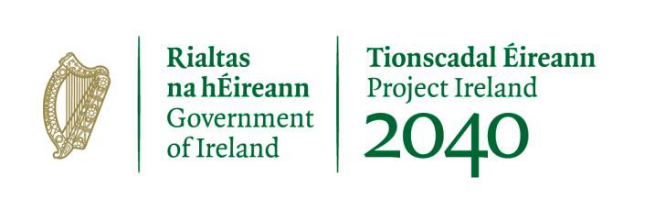 Rialtas
na hÉireann
Government
of Ireland
Tionscadal Éireann
Project Ireland
2040